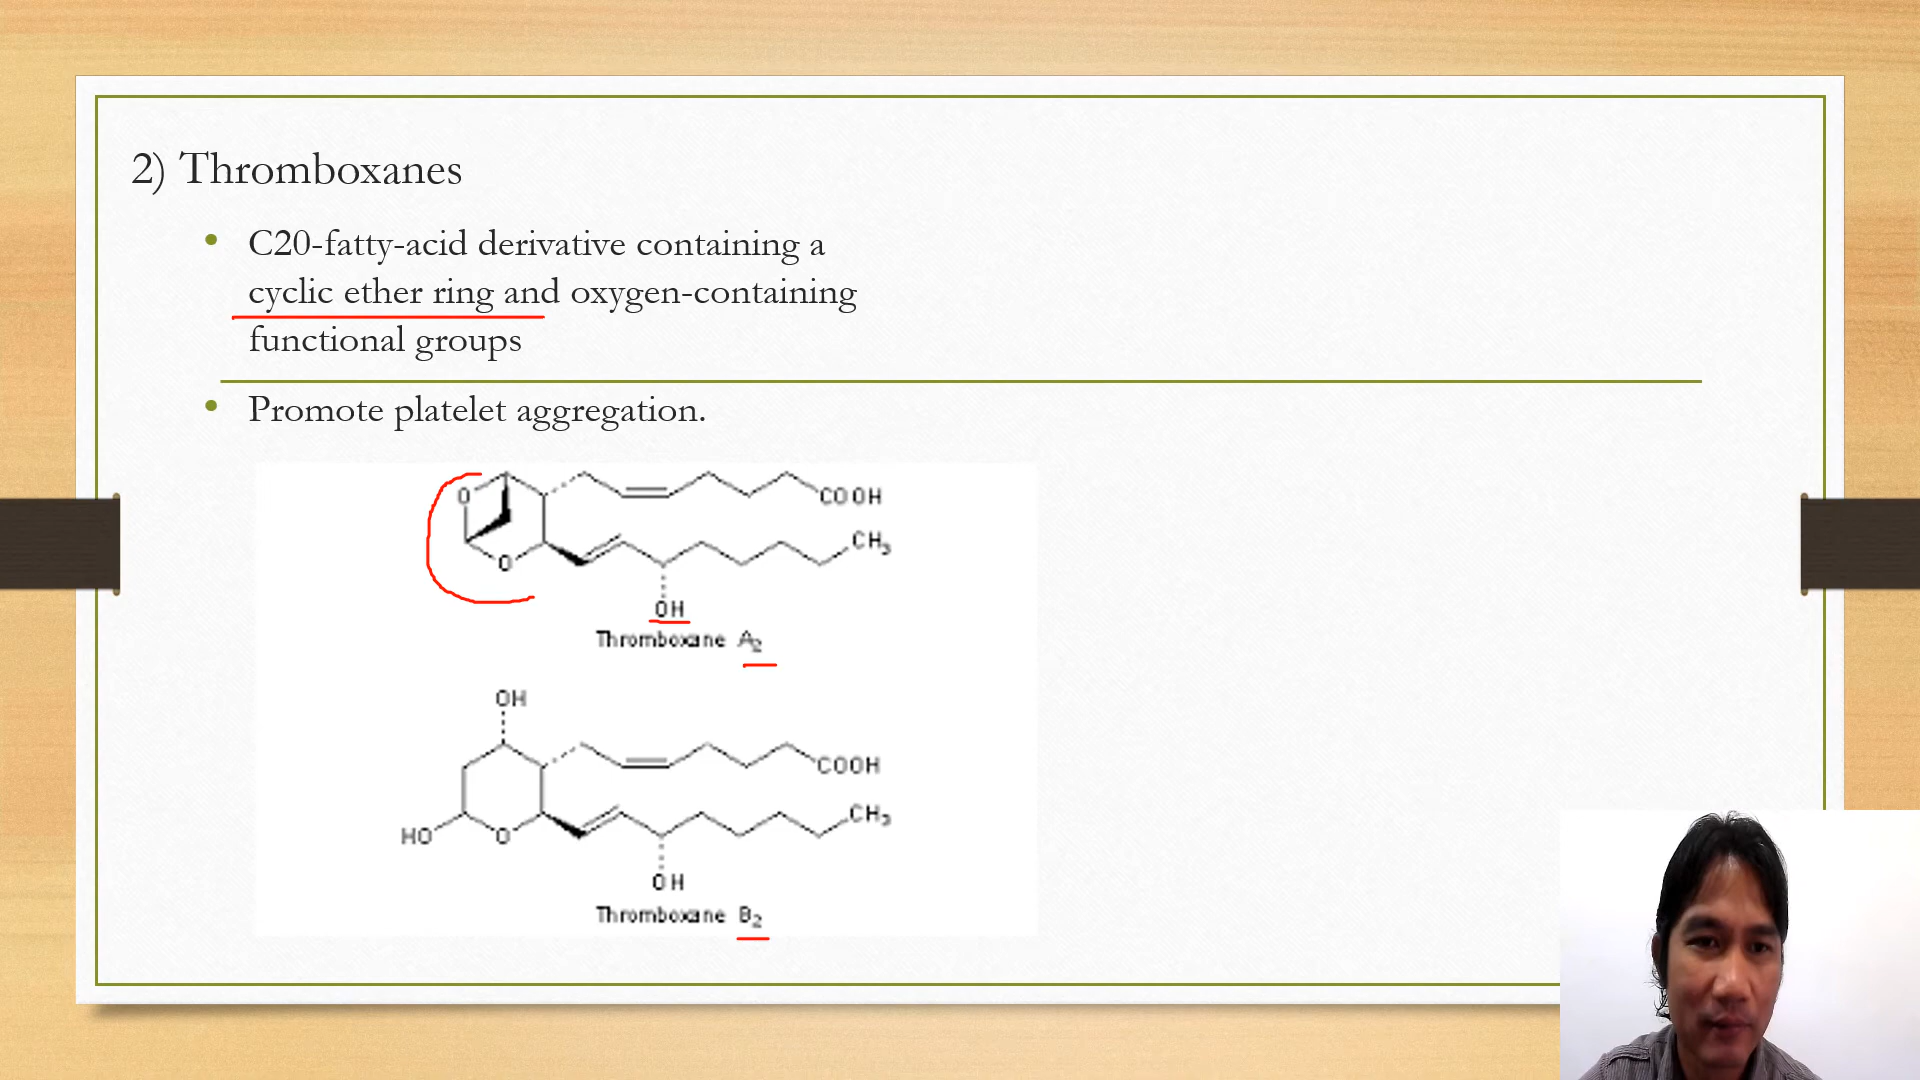 2) Thromboxanes
• C20-fatty-acid derivative containing a
cyclic ether ring and oxygen-containing
functional groups
• Promote platelet aggregation.
O
COOH
CH₃
O
OH
Thromboxane A₂
OH
COOH
CH₃
HO
O
OH
Thromboxane B₂